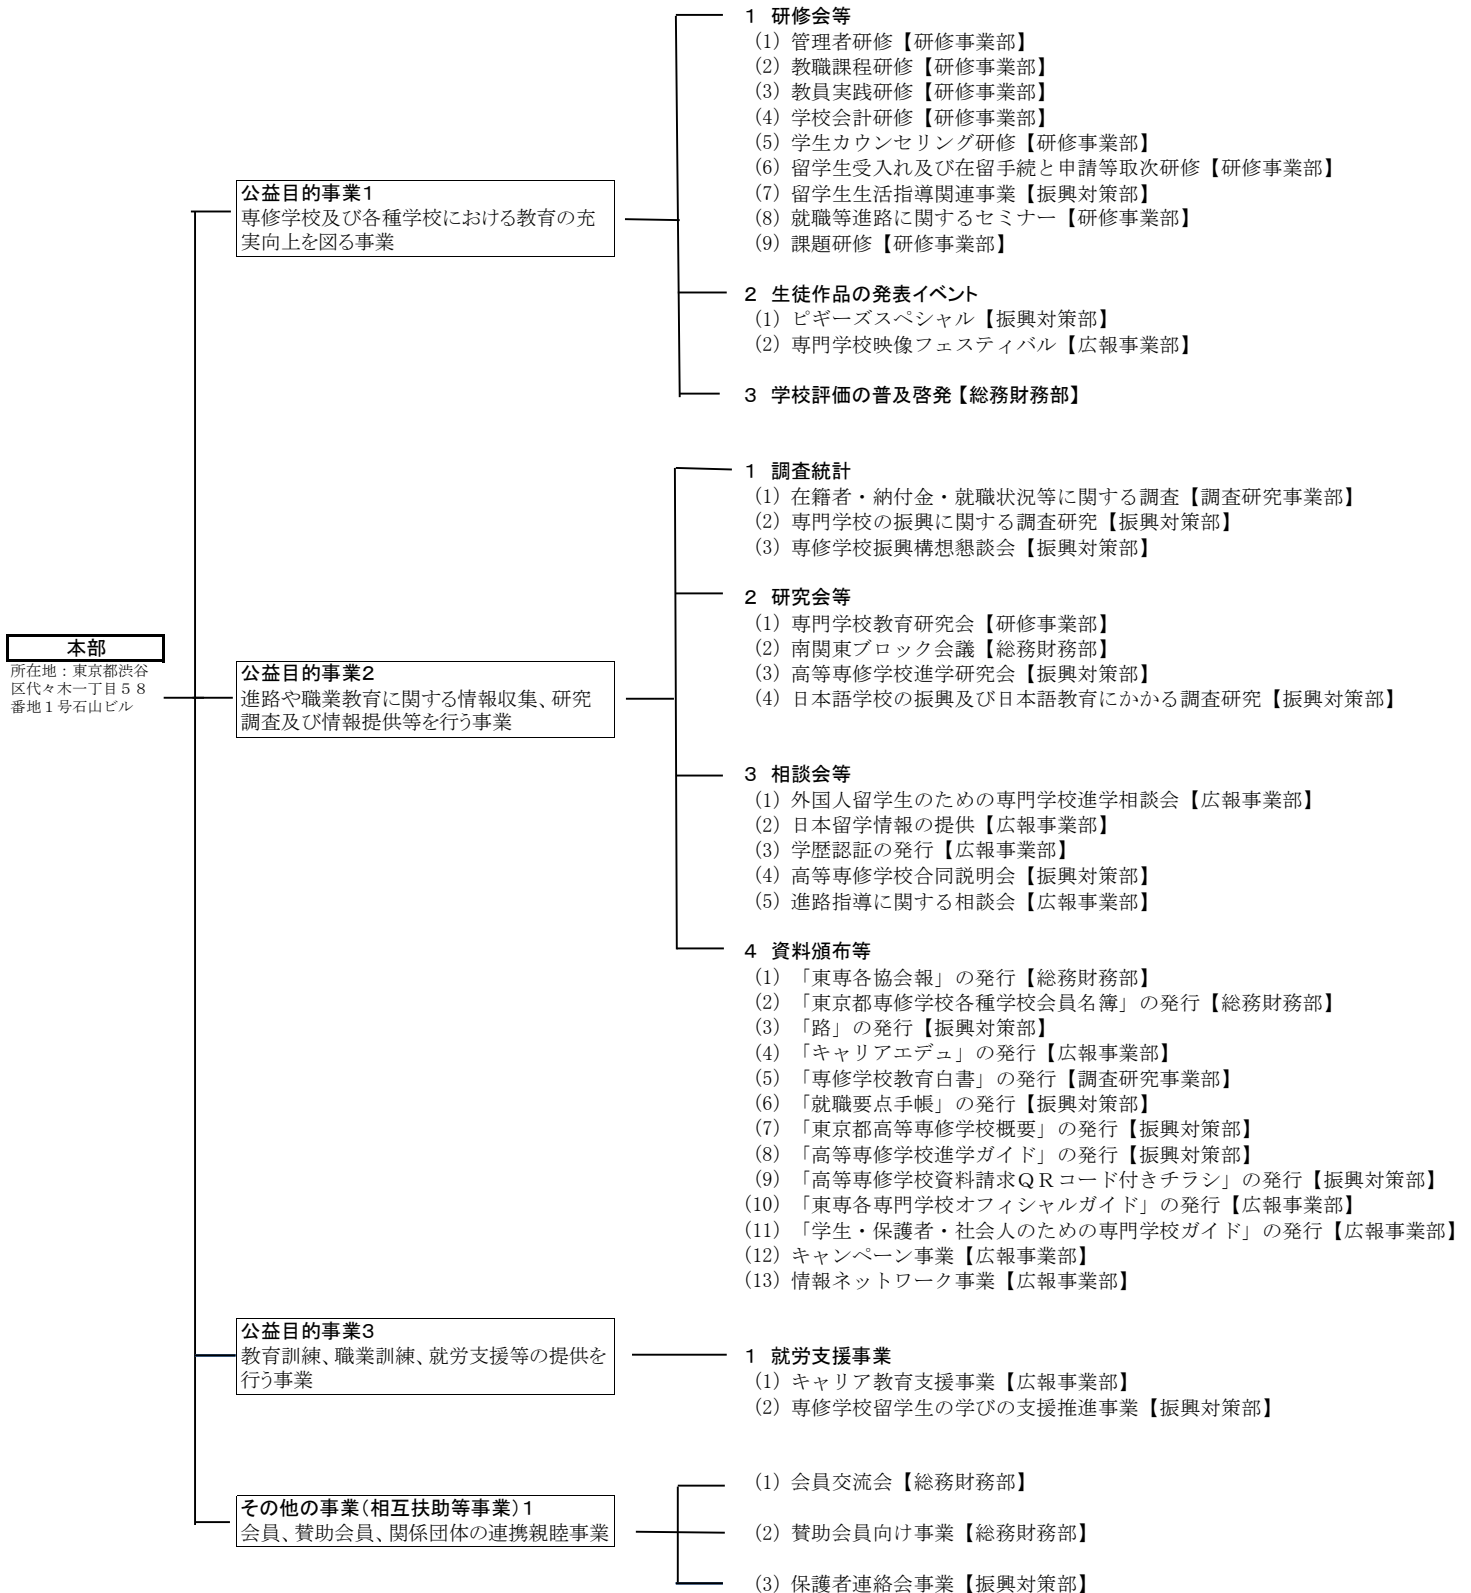 本部
所在地：東京都渋谷
区代々木一丁目５８
番地１号石山ビル
公益目的事業１
専修学校及び各種学校における教育の充
実向上を図る事業
１ 研修会等
(1) 管理者研修【研修事業部】
(2) 教職課程研修【研修事業部】
(3) 教員実践研修【研修事業部】
(4) 学校会計研修【研修事業部】
(5) 学生カウンセリング研修【研修事業部】
(6) 留学生受入れ及び在留手続と申請等取次研修【研修事業部】
(7) 留学生生活指導関連事業【振興対策部】
(8) 就職等進路に関するセミナー【研修事業部】
(9) 課題研修【研修事業部】
２ 生徒作品の発表イベント
(1) ピギーズスペシャル【振興対策部】
(2) 専門学校映像フェスティバル【広報事業部】
３ 学校評価の普及啓発【総務財務部】
公益目的事業２
進路や職業教育に関する情報収集、研究
調査及び情報提供等を行う事業
１ 調査統計
(1) 在籍者・納付金・就職状況等に関する調査【調査研究事業部】
(2) 専門学校の振興に関する調査研究【振興対策部】
(3) 専修学校振興構想懇談会【振興対策部】
２ 研究会等
(1) 専門学校教育研究会【研修事業部】
(2) 南関東ブロック会議【総務財務部】
(3) 高等専修学校進学研究会【振興対策部】
(4) 日本語学校の振興及び日本語教育にかかる調査研究【振興対策部】
３ 相談会等
(1) 外国人留学生のための専門学校進学相談会【広報事業部】
(2) 日本留学情報の提供【広報事業部】
(3) 学歴認証の発行【広報事業部】
(4) 高等専修学校合同説明会【振興対策部】
(5) 進路指導に関する相談会【広報事業部】
４ 資料頒布等
(1) 「東専各協会報」の発行【総務財務部】
(2) 「東京都専修学校各種学校会員名簿」の発行【総務財務部】
(3) 「路」の発行【振興対策部】
(4) 「キャリアエデュ」の発行【広報事業部】
(5) 「専修学校教育白書」の発行【調査研究事業部】
(6) 「就職要点手帳」の発行【振興対策部】
(7) 「東京都高等専修学校概要」の発行【振興対策部】
(8) 「高等専修学校進学ガイド」の発行【振興対策部】
(9) 「高等専修学校資料請求ＱＲコード付きチラシ」の発行【振興対策部】
(10) 「東専各専門学校オフィシャルガイド」の発行【広報事業部】
(11) 「学生・保護者・社会人のための専門学校ガイド」の発行【広報事業部】
(12) キャンペーン事業【広報事業部】
(13) 情報ネットワーク事業【広報事業部】
公益目的事業３
教育訓練、職業訓練、就労支援等の提供を
行う事業
１ 就労支援事業
(1) キャリア教育支援事業【広報事業部】
(2) 専修学校留学生の学びの支援推進事業【振興対策部】
その他の事業（相互扶助等事業）１
会員、賛助会員、関係団体の連携親睦事業
(1) 会員交流会【総務財務部】
(2) 賛助会員向け事業【総務財務部】
(3) 保護者連絡会事業【振興対策部】